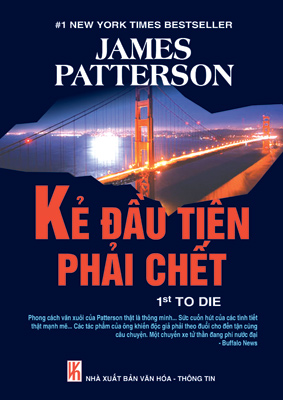 #1 NEW YORK TIMES BESTSELLER
JAMES
PATTERSON
KẺ ĐẦU TIÊN
PHẢI CHẾT
1st TO DIE
Phong cách văn xuôi của Patterson thật là thông minh... Sức cuốn hút của các tình tiết
thật mạnh mẽ... Các tác phẩm của ông khiến độc giả phải theo đuổi cho đến tận cùng
câu chuyện. Một chuyến xe tử thần đang phi nước đại
- Buffalo News
NHÀ XUẤT BẢN VĂN HÓA - THÔNG TIN